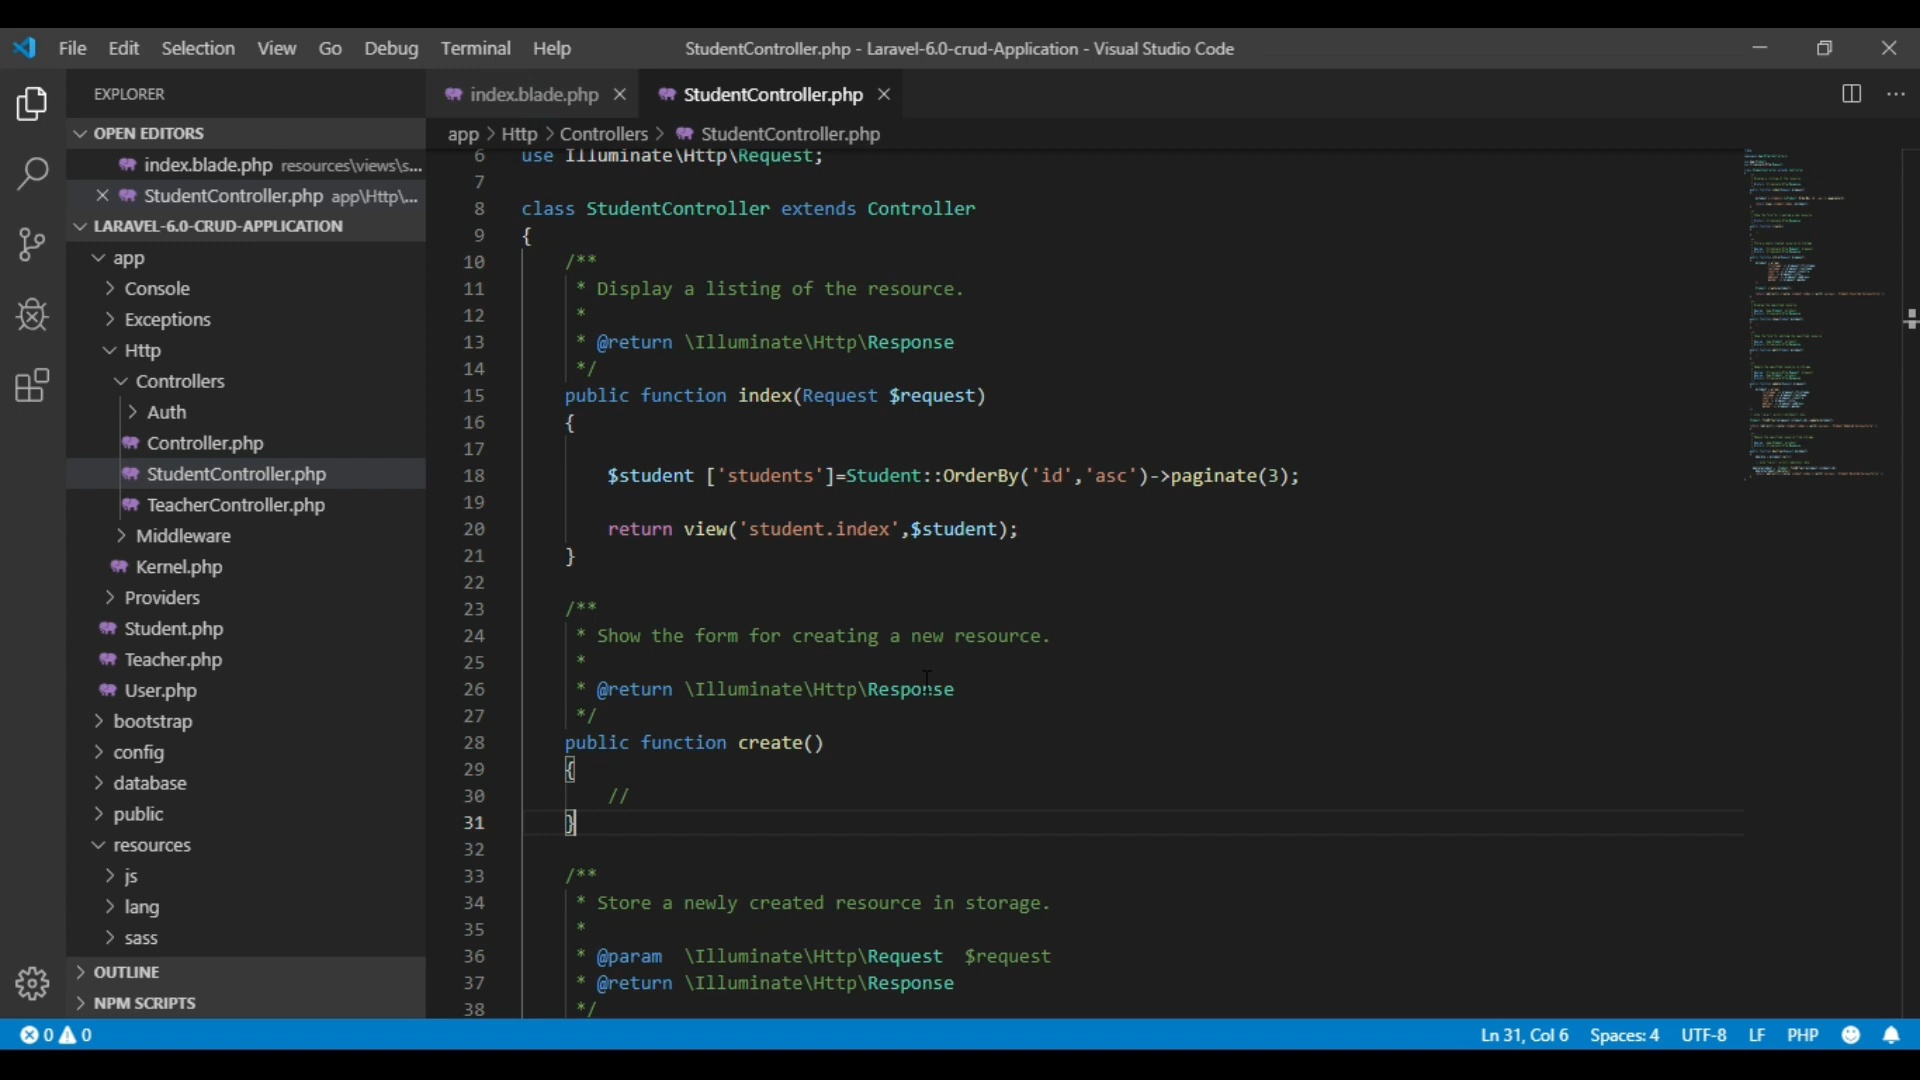 File Edit Selection View Go Debug Terminal Help StudentController.php - Laravel-6.0-crud-Application - Visual Studio Code
EXPLORER
OPEN EDITORS
index.blade.php resources\views\s...
StudentController.php app\Http\...
LARAVEL-6.0-CRUD-APPLICATION
app
Console
Exceptions
Http
Controllers
Auth
Controller.php
StudentController.php
TeacherController.php
Middleware
Kernel.php
Providers
Student.php
Teacher.php
User.php
bootstrap
config
database
public
resources
js
lang
sass
OUTLINE
NPM SCRIPTS
index.blade.php StudentController.php
app > Http > Controllers > StudentController.php
6 use Illuminate\Http\Request;
7
8 class StudentController extends Controller
9 {
10 /**
11 * Display a listing of the resource.
12 *
13 * @return \Illuminate\Http\Response
14 */
15 public function index(Request $request)
16 {
17
18 $student ['students']=Student::OrderBy('id','asc')->paginate(3);
19
20 return view('student.index',$student);
21 }
22
23 /**
24 * Show the form for creating a new resource.
25 *
26 * @return \Illuminate\Http\Response
27 */
28 public function create()
29 {
30 //
31 }
32
33 /**
34 * Store a newly created resource in storage.
35 *
36 * @param \Illuminate\Http\Request $request
37 * @return \Illuminate\Http\Response
38 */
0 0 Ln 31, Col 6 Spaces: 4 UTF-8 LF PHP